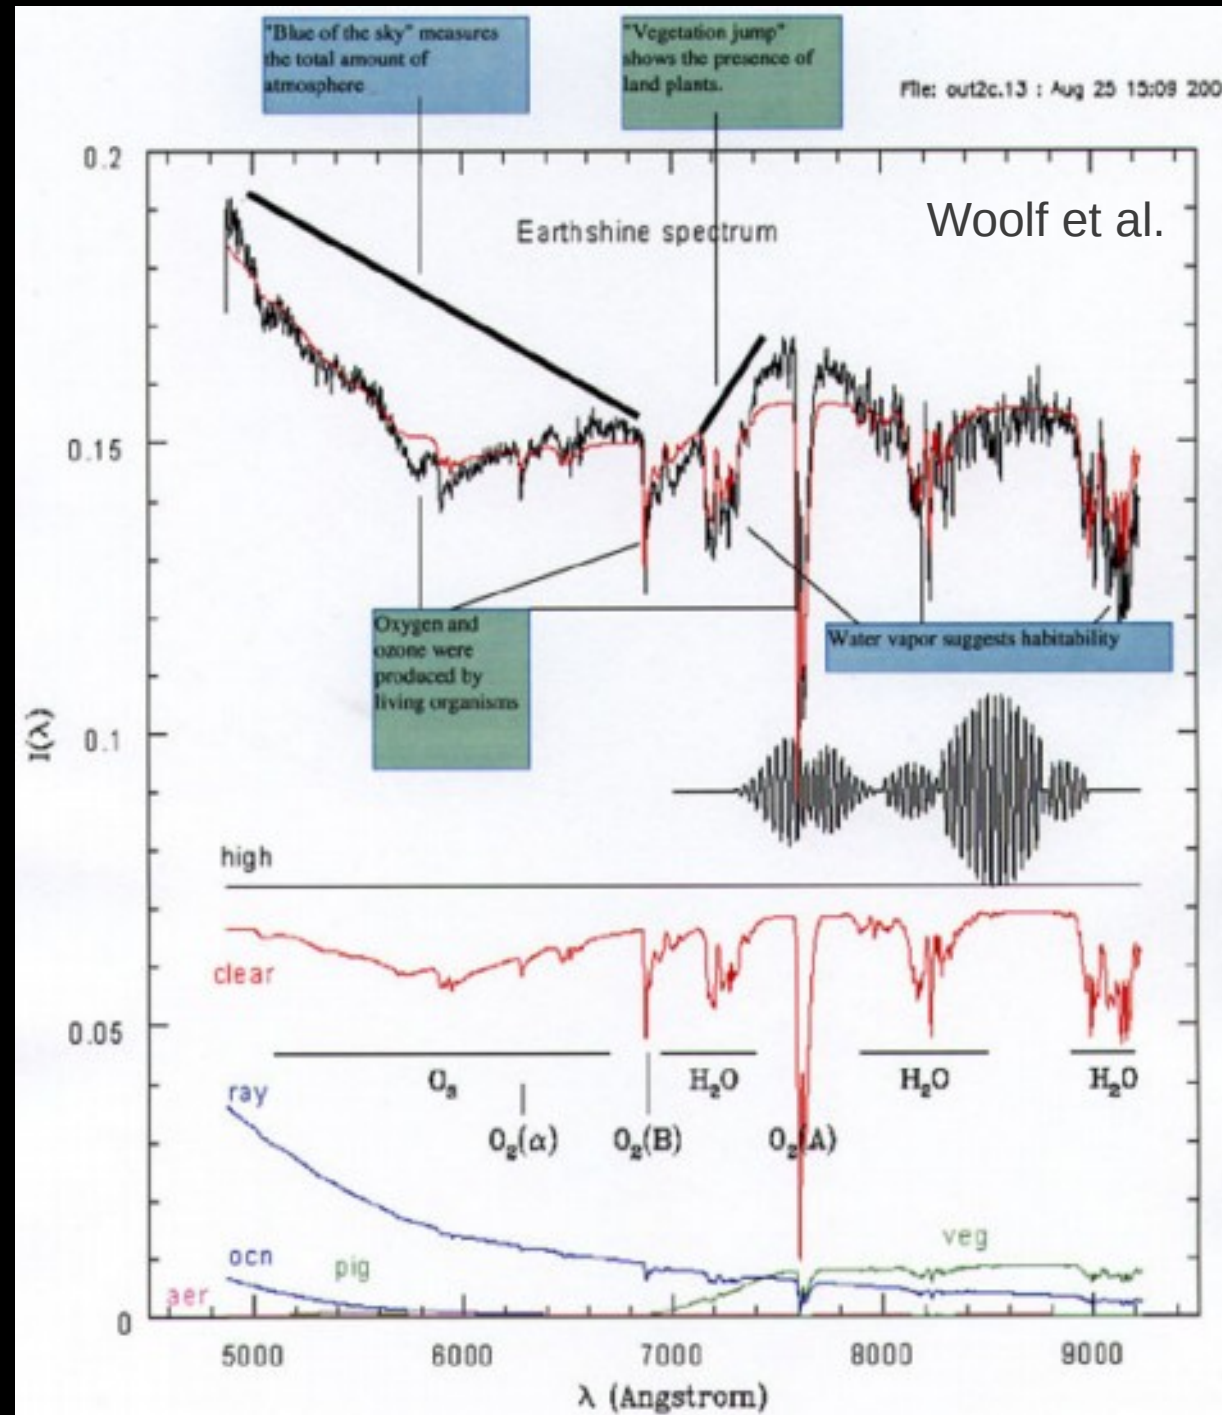 "Blue of the sky" measures
the total amount of
atmosphere
"Vegetation jump"
shows the presence of
land plants.
File: out2c.13 : Aug 25 15:09 200
Earthshine spectrum
Woolf et al.
0.2
0.15
0.1
0.05
0
I(λ)
Oxygen and
ozone were
produced by
living organisms
Water vapor suggests habitability
high
clear
O₃
O₂(α)
O₂(B)
H₂O
O₂(A)
H₂O
H₂O
ray
ocn
aer
pig
veg
5000 6000 7000 8000 9000
λ (Angstrom)